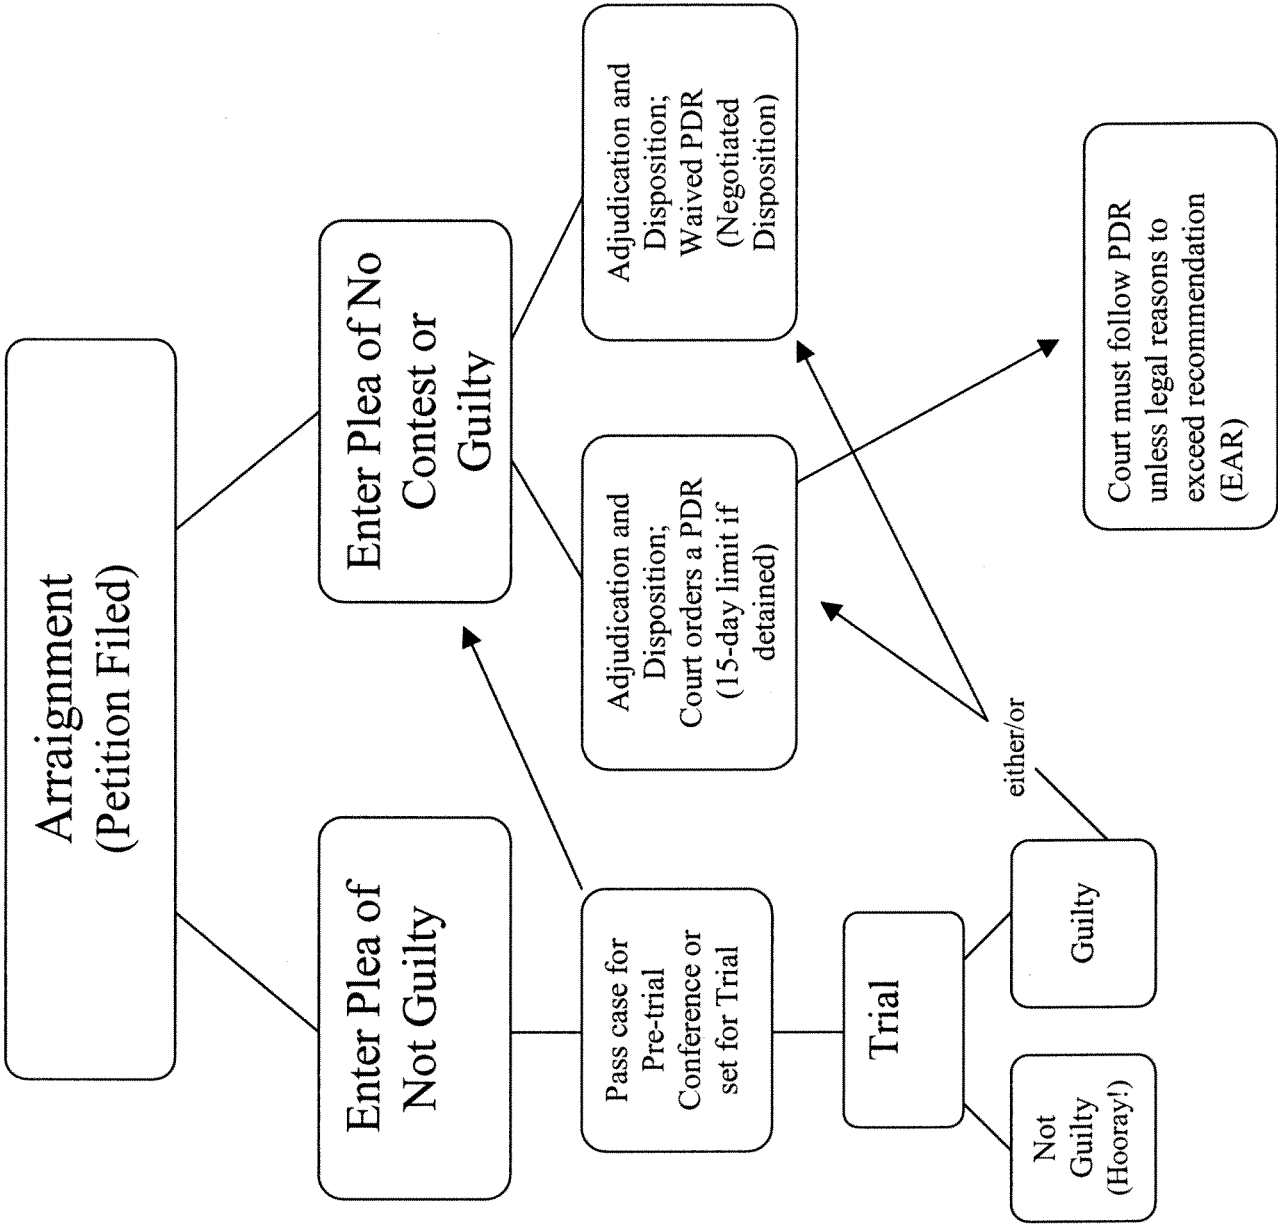 Arraignment
(Petition Filed)
Enter Plea of
Not Guilty
Enter Plea of No
Contest or
Guilty
Pass case for
Pre-trial
Conference or
set for Trial
Adjudication and
Disposition;
Court orders a PDR
(15-day limit if
detained)
Adjudication and
Disposition;
Waived PDR
(Negotiated
Disposition)
Trial
either/or
Not
Guilty
(Hooray!)
Guilty
Court must follow PDR
unless legal reasons to
exceed recommendation
(EAR)